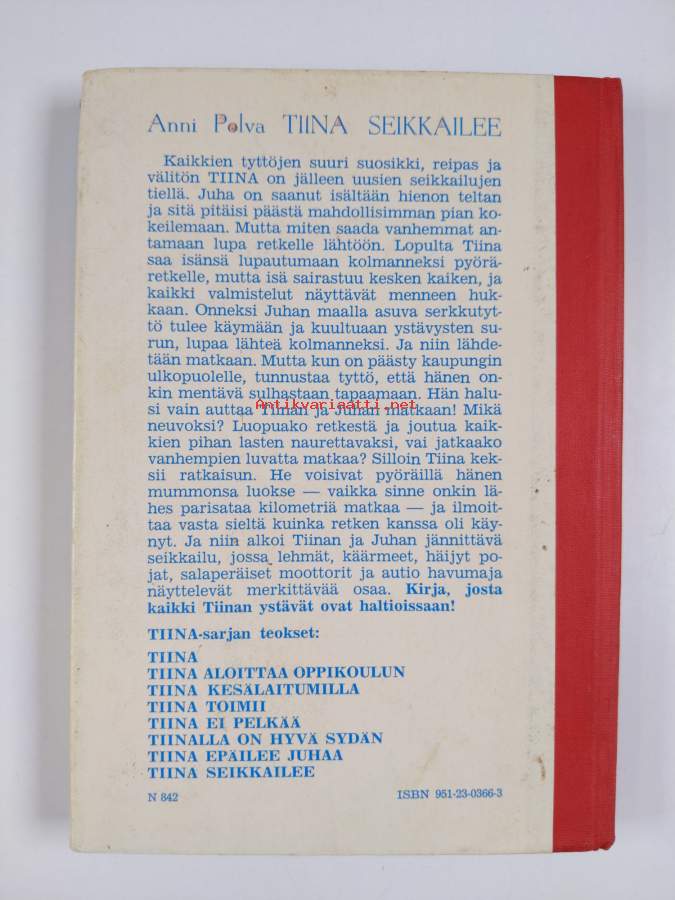 Anni Polva TIINA SEIKKAILEE
Kaikkien tyttöjen suuri suosikki, reipas ja
välitön TIINA on jälleen uusien seikkailujen
tiellä. Juha on saanut isältään hienon teltan
ja sitä pitäisi päästä mahdollisimman pian ko-
keilemaan. Mutta miten saada vanhemmat an-
tamaan lupa retkelle lähtöön. Lopulta Tiina
saa isänsä lupautumaan kolmanneksi pyörä-
retkelle, mutta isä sairastuu kesken kaiken, ja
kaikki valmistelut näyttävät menneen huk-
kaan. Onneksi Juhan maalla asuva serkkutyt-
tö tulee käymään ja kuultuaan ystävysten su-
run, lupaa lähteä kolmanneksi. Ja niin lähde-
tään matkaan. Mutta kun on päästy kaupungin
ulkopuolelle, tunnustaa tyttö, että hänen on-
kin mentävä sulhastaan tapaamaan. Hän halu-
Antikvariaatti.net
si vain auttaa Tiinan ja Juhan matkaan! Mikä
neuvoksi? Luopuako retkestä ja joutua kaik-
kien pihan lasten naurettavaksi, vai jatkaako
vanhempien luvatta matkaa? Silloin Tiina kek-
sii ratkaisun. He voisivat pyöräillä hänen
mummonsa luokse — vaikka sinne onkin lä-
hes parisataa kilometriä matkaa — ja ilmoit-
taa vasta sieltä kuinka retken kanssa oli käy-
nyt. Ja niin alkoi Tiinan ja Juhan jännittävä
seikkailu, jossa lehmät, käärmeet, häijyt po-
jat, salaperäiset moottorit ja autio havumaja
näyttelevät merkittävää osaa. Kirja, josta
kaikki Tiinan ystävät ovat haltioissaan!
TIINA-sarjan teokset:
TIINA
TIINA ALOITTAA OPPIKOULUN
TIINA KESÄLAITUMILLA
TIINA TOIMII
TIINA EI PELKÄÄ
TIINALLA ON HYVÄ SYDÄN
TIINA EPÄILEE JUHAA
TIINA SEIKKAILEE
N 842 ISBN 951-23-0366-3